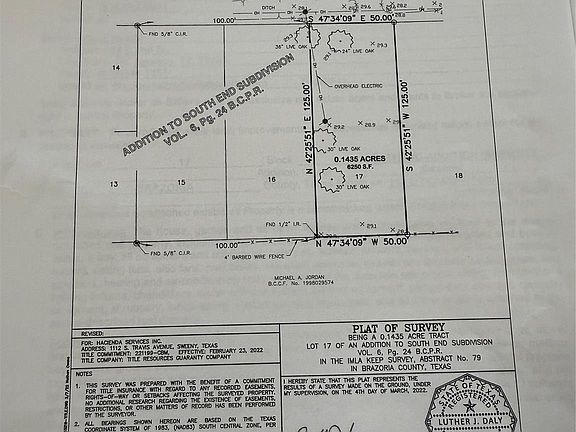 DITCH
OH
OH
100.00'
S 47'34'09" E 50.00'
FND 5/8" C.I.R.
36" LIVE OAK
24" LIVE OAK
29.3
14
ADDITION TO SOUTH END SUBDIVISION
VOL. 6, Pg. 24 B.C.P.R.
OVERHEAD ELECTRIC
N 42'25'51" E 125.00'
S 42'25'51" W 125.00'
29.2
28.9
30" LIVE OAK
0.1435 ACRES
6250 S.F.
13
15
16
17
18
30" LIVE OAK
FND 1/2" I.R.
29.1
100.00'
N 47'34'09" W 50.00'
FND 5/8" C.I.R.
4' BARBED WIRE FENCE
MICHAEL A. JORDAN
B.C.C.F. No. 1998029574
REVISED:
FOR: HACIENDA SERVICES INC.
ADDRESS: 1112 S. TRAVIS AVENUE, SWEENY, TEXAS
TITLE COMMITMENT: 221199-CBM, EFFECTIVE: FEBRUARY 23, 2022
TITLE COMPANY: TITLE RESOURCES GUARANTY COMPANY
PLAT OF SURVEY
BEING A 0.1435 ACRE TRACT
LOT 17 OF AN ADDITION TO SOUTH END SUBDIVISION
VOL. 6, Pg. 24 B.C.P.R.
IN THE IMLA KEEP SURVEY, ABSTRACT No. 79
IN BRAZORIA COUNTY, TEXAS
NOTES
1. THIS SURVEY WAS PREPARED WITH THE BENEFIT OF A COMMITMENT
FOR TITLE INSURANCE WITH REGARD TO ANY RECORDED EASEMENTS,
RIGHTS-OF-WAY OR SETBACKS AFFECTING THE SURVEYED PROPERTY.
NO ADDITIONAL RESEARCH REGARDING THE EXISTENCE OF EASEMENTS,
RESTRICTIONS, OR OTHER MATTERS OF RECORD HAS BEEN PERFORMED
BY THE SURVEYOR.
2. ALL BEARINGS SHOWN HEREON ARE BASED ON THE TEXAS
COORDINATE SYSTEM OF 1983, (NAD83) SOUTH CENTRAL ZONE, PER
I HEREBY STATE THAT THIS PLAT REPRESENTS THE
RESULTS OF A SURVEY MADE ON THE GROUND, UNDER
MY SUPERVISION, ON THE 4TH DAY OF MARCH, 2022.
STATE OF TEXAS
REGISTERED
LUTHER J. DALY